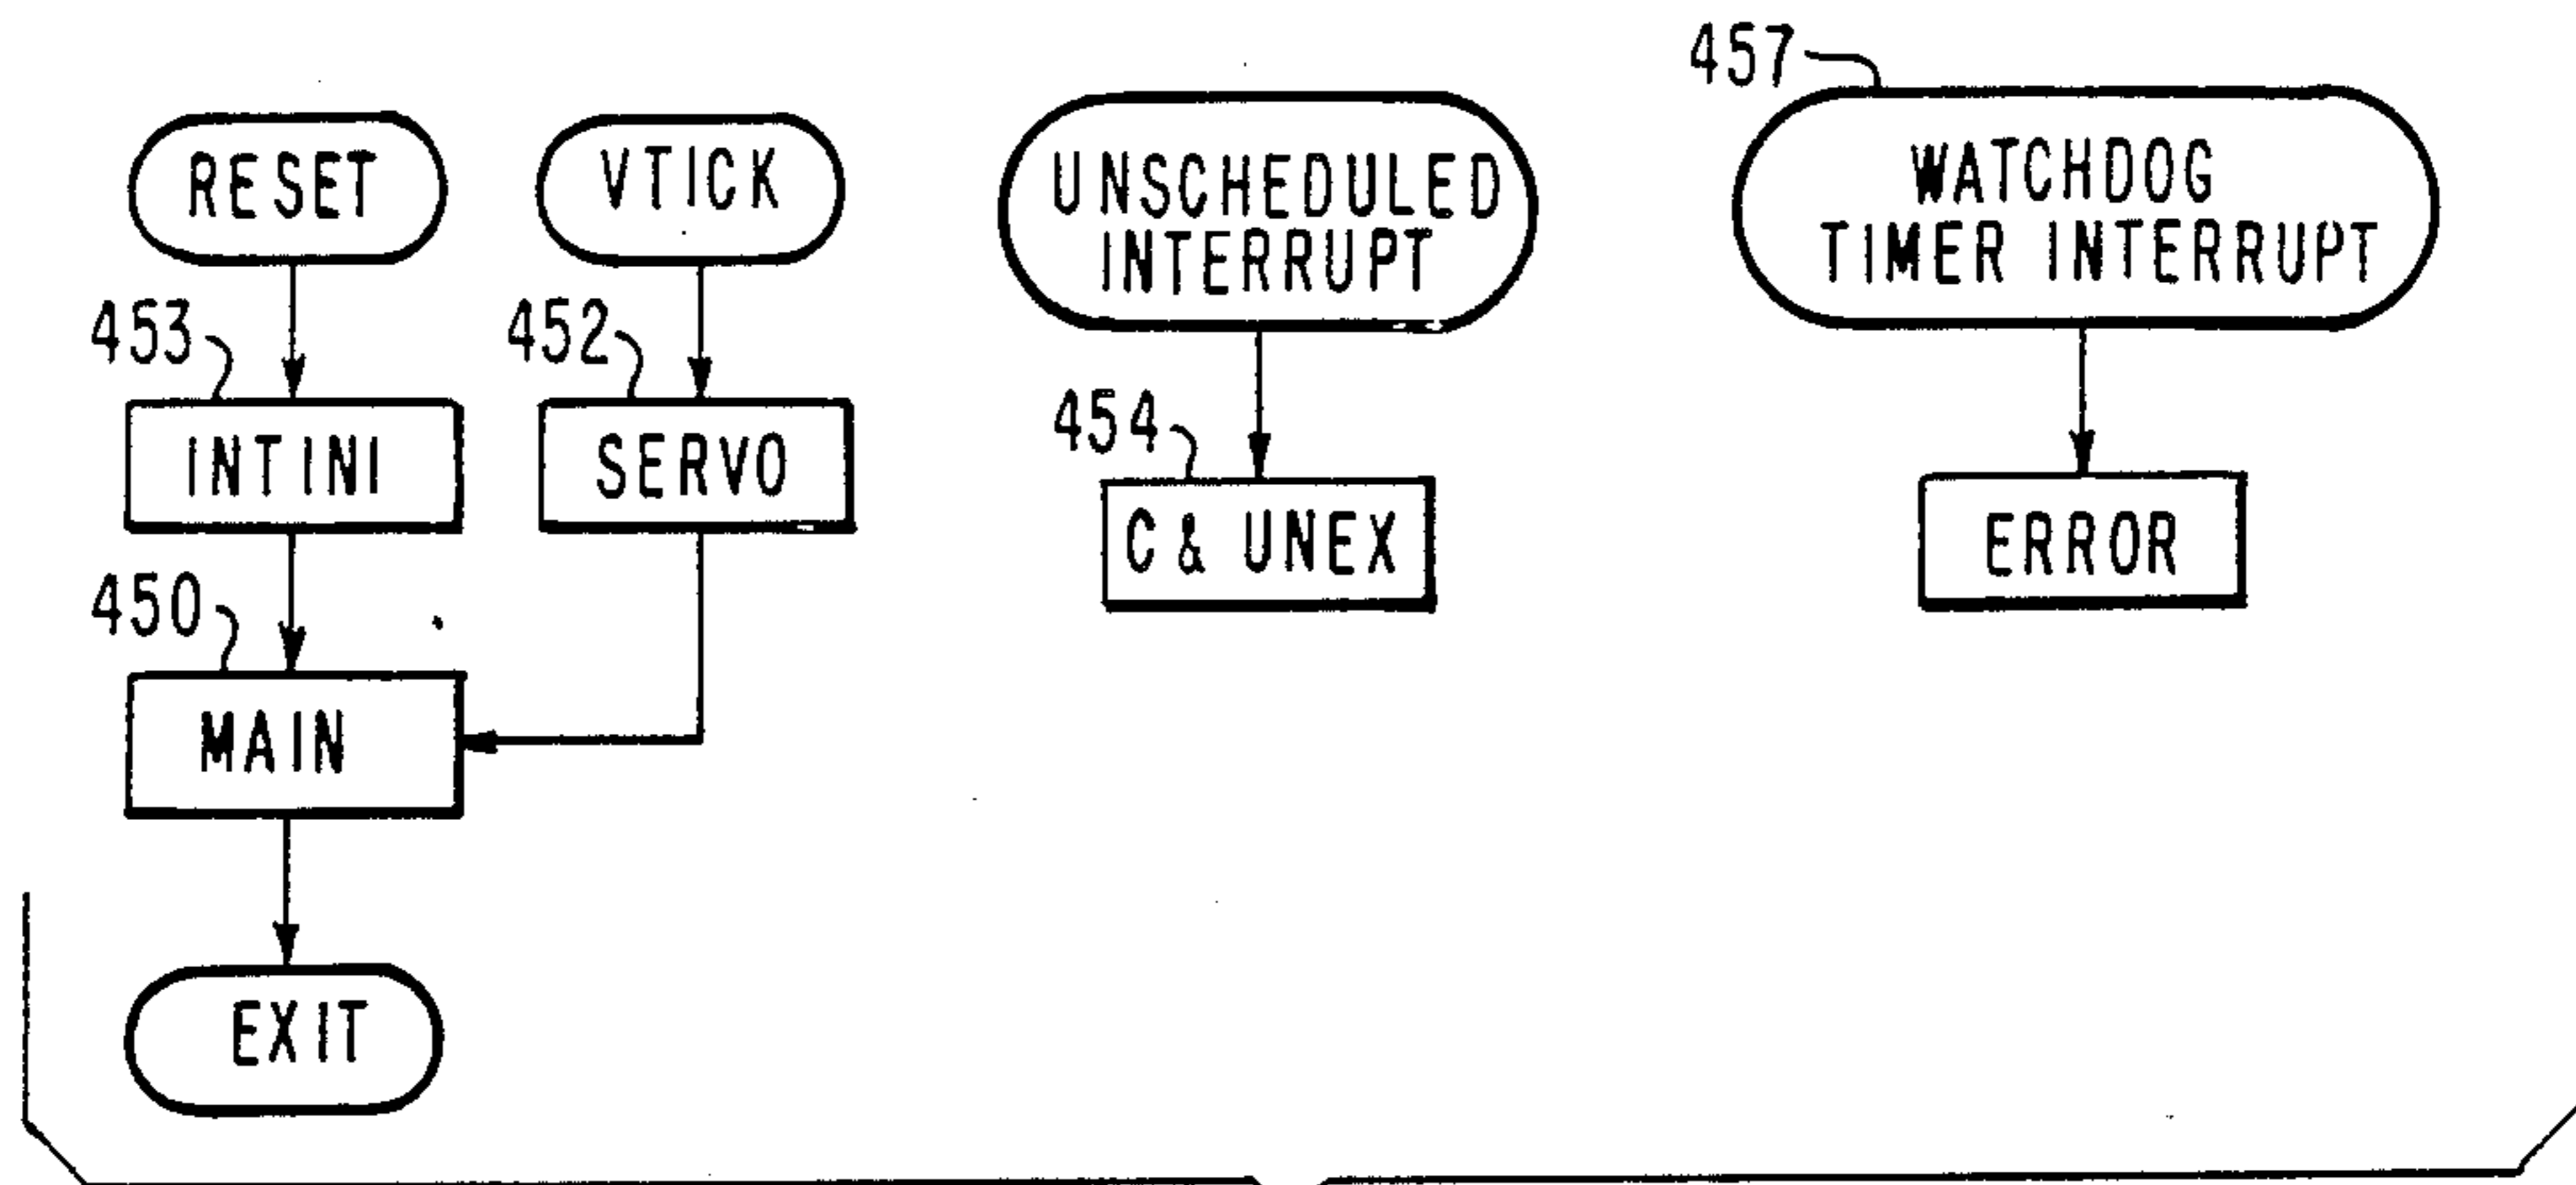 RESET
453
INTINI
450
MAIN
EXIT
VTICK
452
SERVO
UNSCHEDULED
INTERRUPT
454
C & UNEX
457
WATCHDOG
TIMER INTERRUPT
ERROR